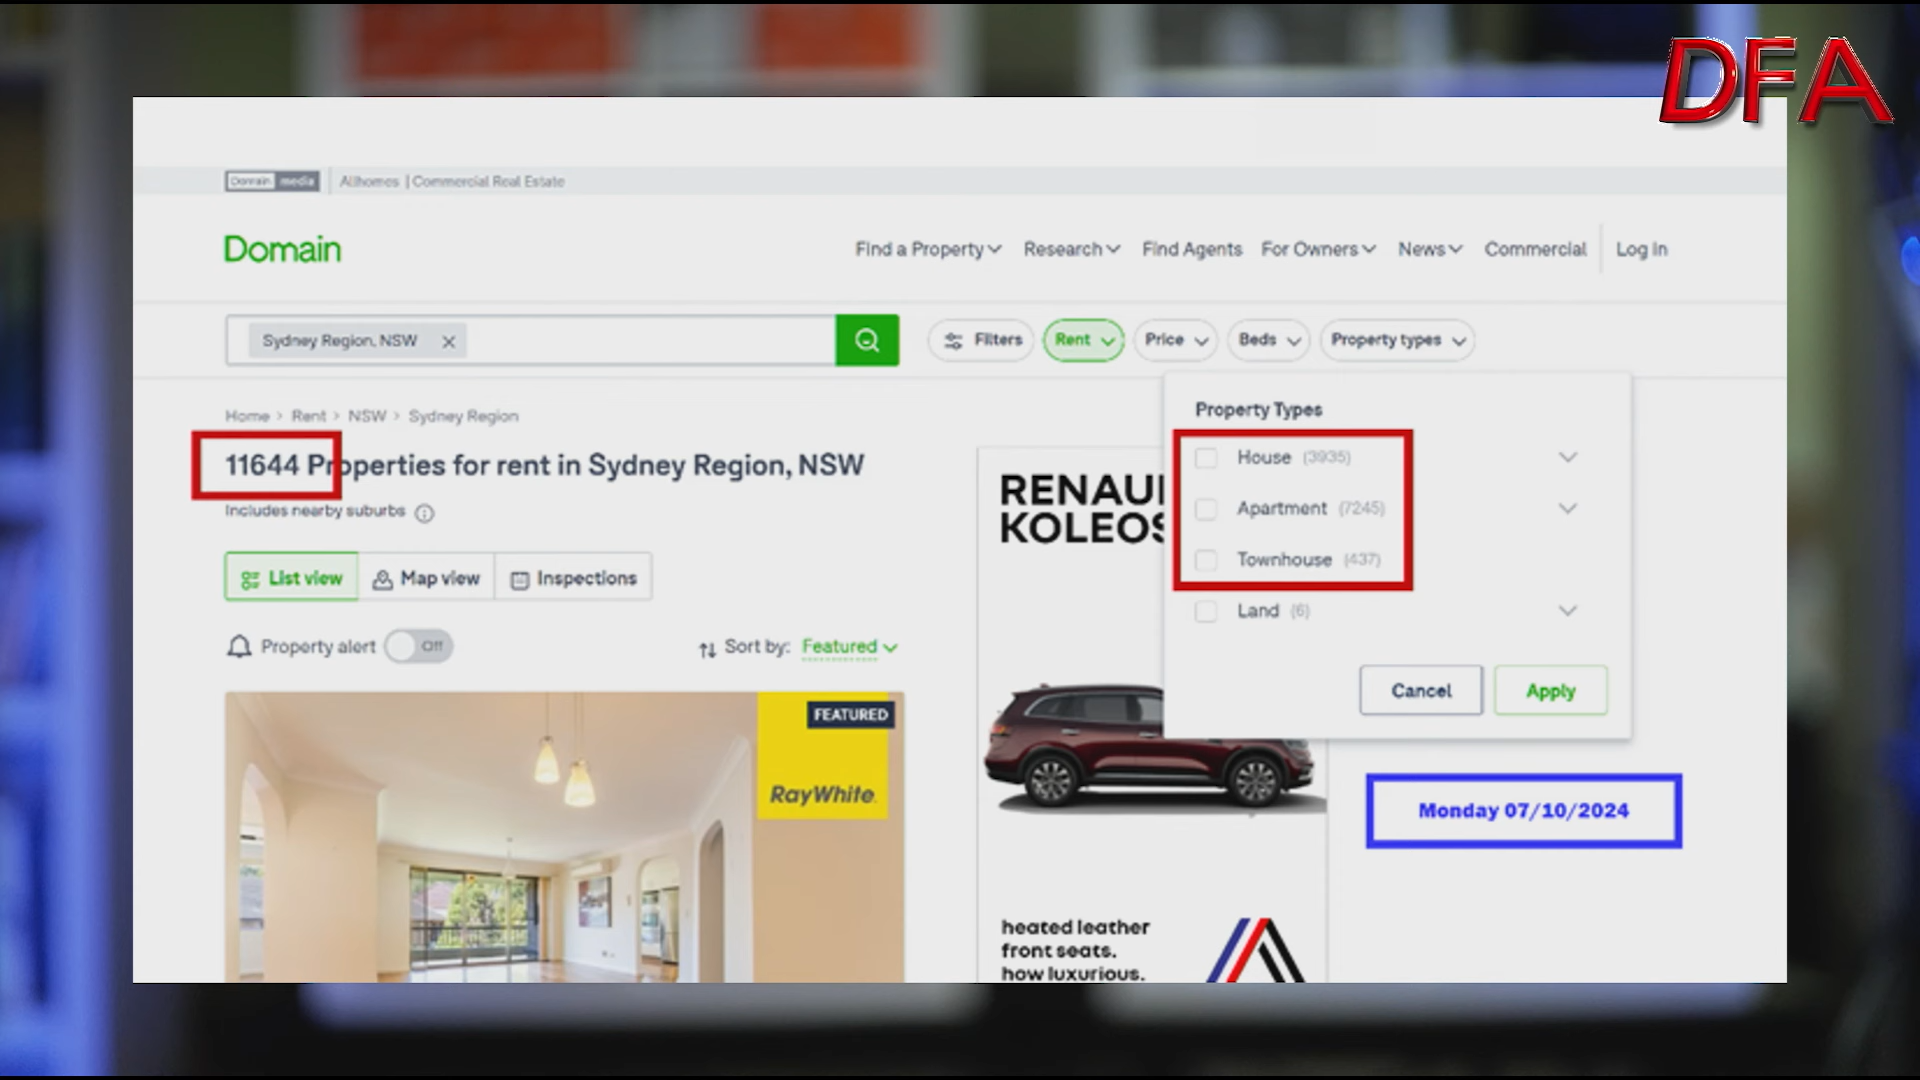 DFA
Domain media Allhomes | Commercial Real Estate
Domain
Find a Property Research Find Agents For Owners News Commercial Log In
Sydney Region, NSW
Filters Rent Price Beds Property types
Home > Rent > NSW > Sydney Region
11644 Properties for rent in Sydney Region, NSW
Includes nearby suburbs
List view Map view Inspections
Property alert Off
Sort by: Featured
FEATURED
RayWhite.
RENAU
KOLEOS
heated leather
front seats.
how luxurious.
Property Types
House (3935)
Apartment (7245)
Townhouse (437)
Land (6)
Cancel Apply
Monday 07/10/2024